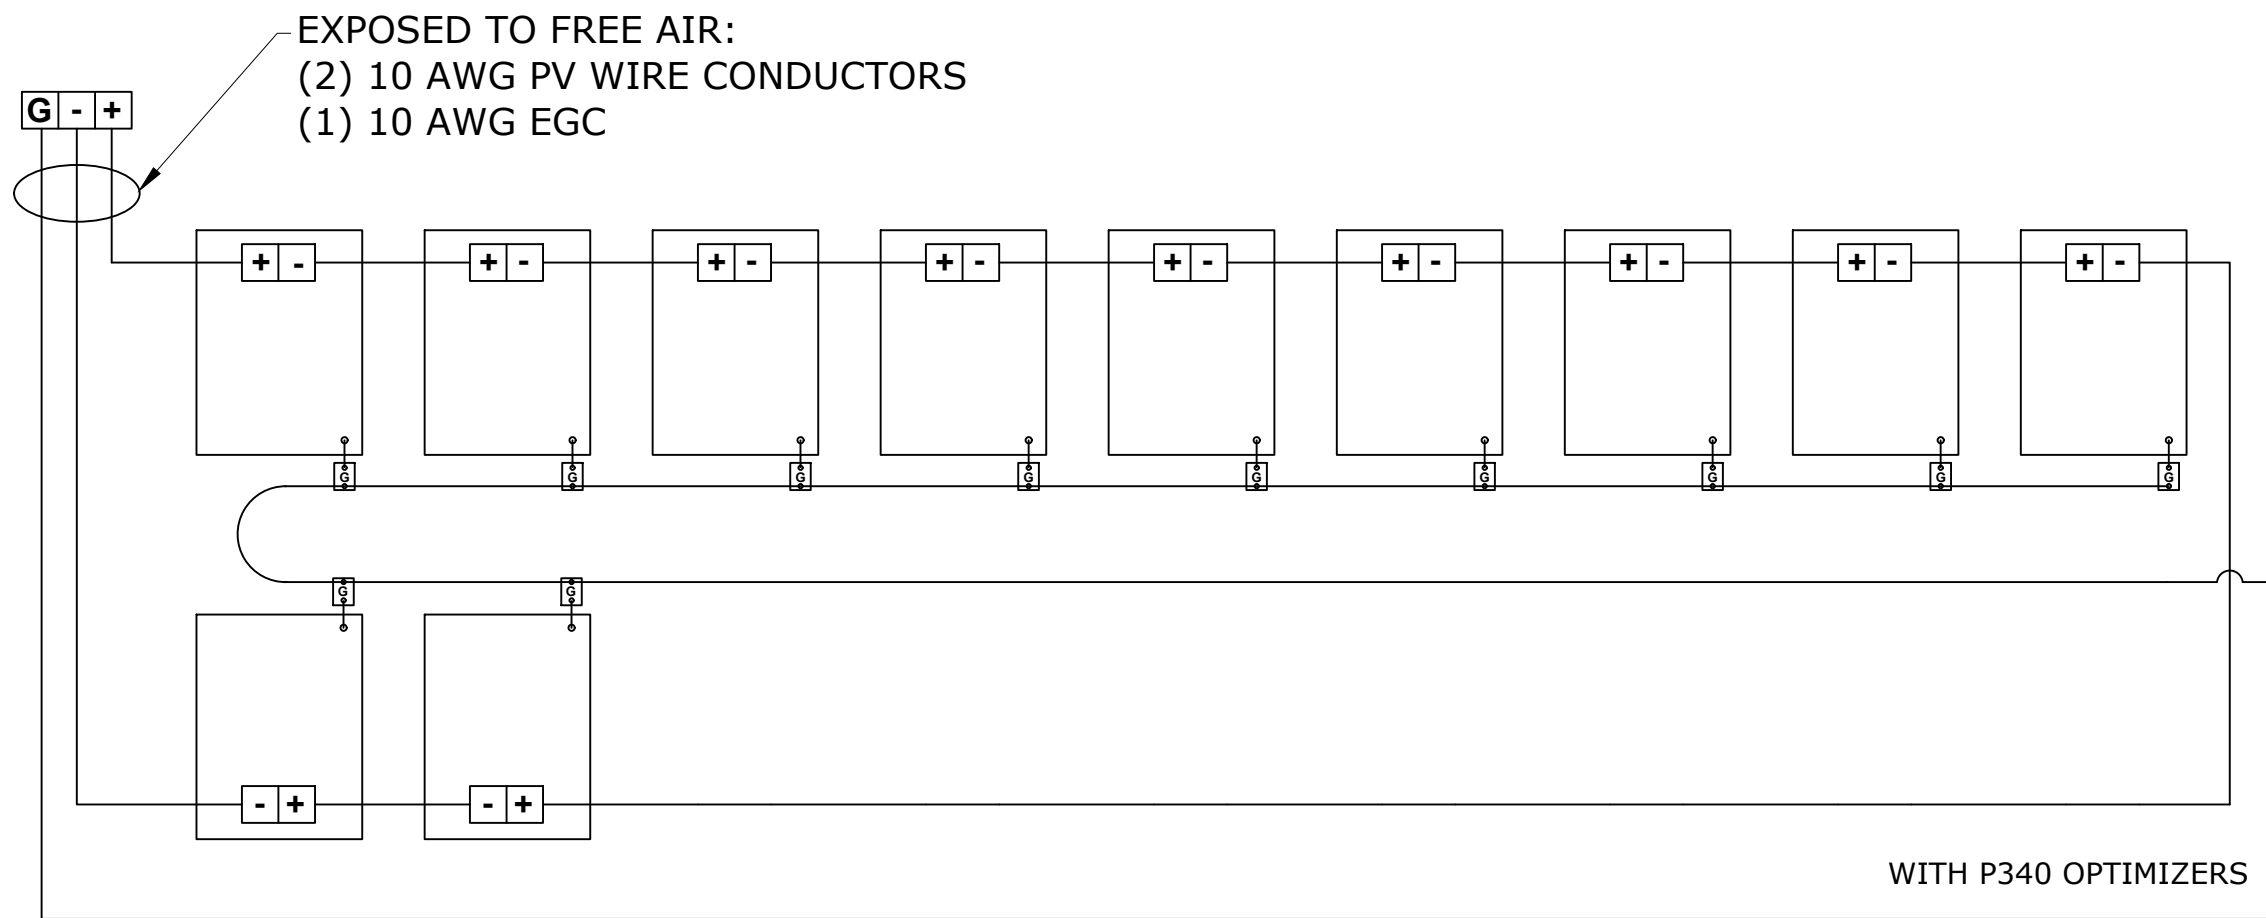 EXPOSED TO FREE AIR:
(2) 10 AWG PV WIRE CONDUCTORS
(1) 10 AWG EGC
G - +
+ - + - + - + - + - + - + - + - + -
G G G G G G G G G
G G
- + - +
WITH P340 OPTIMIZERS